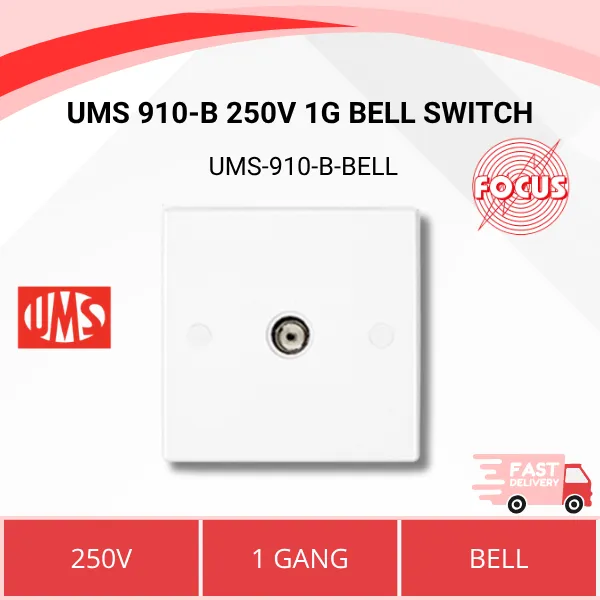 UMS 910-B 250V 1G BELL SWITCH
UMS-910-B-BELL
FOCUS
UMS
FAST
DELIVERY
250V
1 GANG
BELL